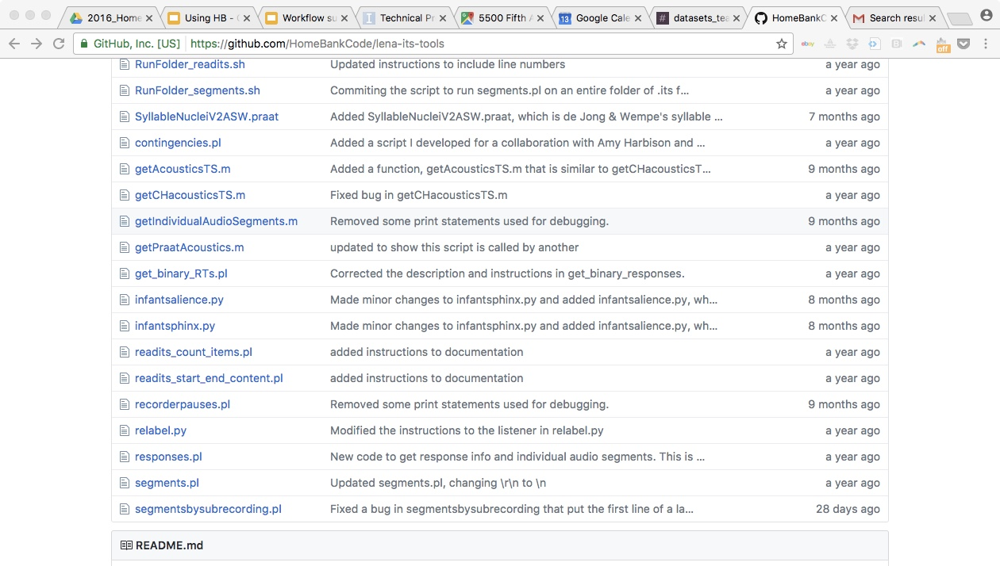 2016_Home
Using HB - G
Workflow su
Technical Pr
5500 Fifth A
Google Cale
datasets_tea
HomeBankC
Search resul
GitHub, Inc. [US]
https://github.com/HomeBankCode/lena-its-tools
ebay
off
RunFolder_readits.sh Updated instructions to include line numbers a year ago
RunFolder_segments.sh Commiting the script to run segments.pl on an entire folder of .its f... a year ago
SyllableNucleiV2ASW.praat Added SyllableNucleiV2ASW.praat, which is de Jong & Wempe's syllable ... 7 months ago
contingencies.pl Added a script I developed for a collaboration with Amy Harbison and ... a year ago
getAcousticsTS.m Added a function, getAcousticsTS.m that is similar to getCHacousticsT... 9 months ago
getCHacousticsTS.m Fixed bug in getCHacousticsTS.m a year ago
getIndividualAudioSegments.m Removed some print statements used for debugging. 9 months ago
getPraatAcoustics.m updated to show this script is called by another a year ago
get_binary_RTs.pl Corrected the description and instructions in get_binary_responses. a year ago
infantsalience.py Made minor changes to infantsphinx.py and added infantsalience.py, wh... 8 months ago
infantsphinx.py Made minor changes to infantsphinx.py and added infantsalience.py, wh... 8 months ago
readits_count_items.pl added instructions to documentation a year ago
readits_start_end_content.pl added instructions to documentation a year ago
recorderpauses.pl Removed some print statements used for debugging. 9 months ago
relabel.py Modified the instructions to the listener in relabel.py a year ago
responses.pl New code to get response info and individual audio segments. This is ... a year ago
segments.pl Updated segments.pl, changing \r\n to \n a year ago
segmentsbysubrecording.pl Fixed a bug in segmentsbysubrecording that put the first line of a la... 28 days ago
README.md